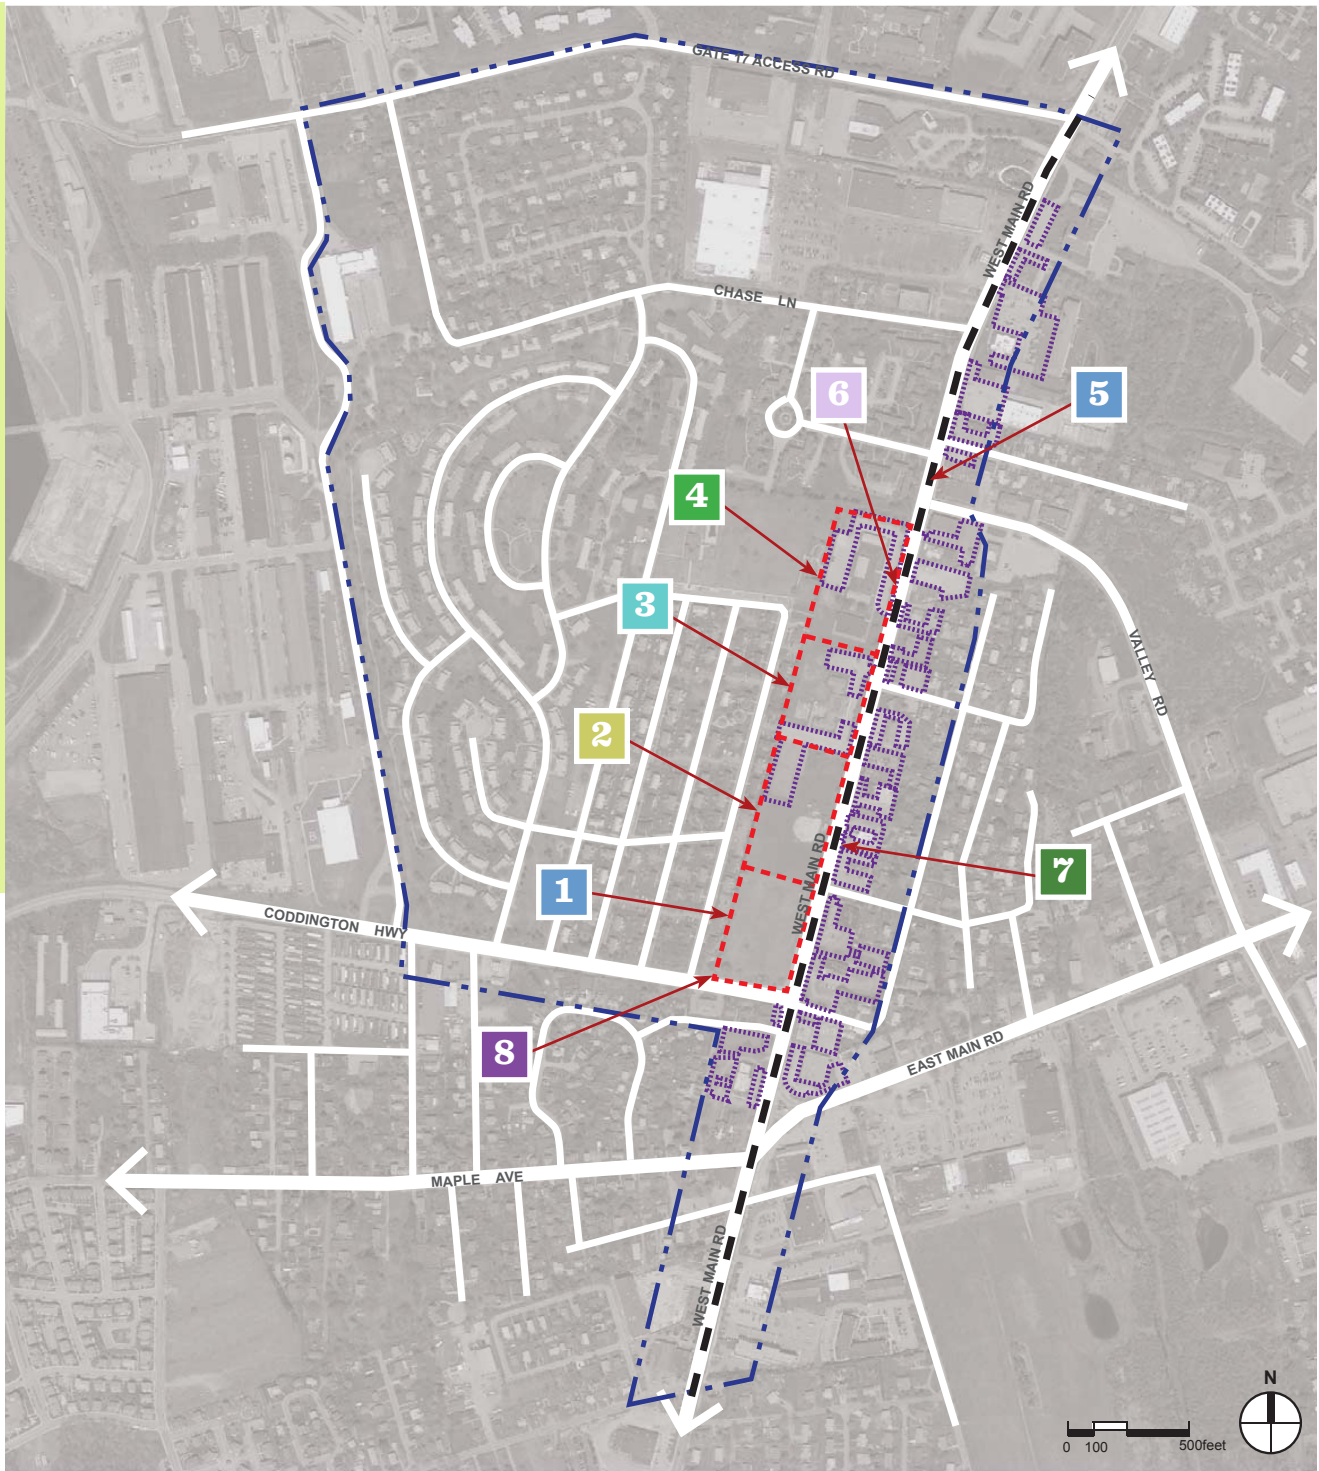 GATE 17 ACCESS RD
WEST MAIN RD
CHASE LN
6
5
4
3
VALLEY RD
2
WEST MAIN RD
7
1
CODDINGTON HWY
8
EAST MAIN RD
MAPLE AVE
WEST MAIN RD
N
0 100 500feet